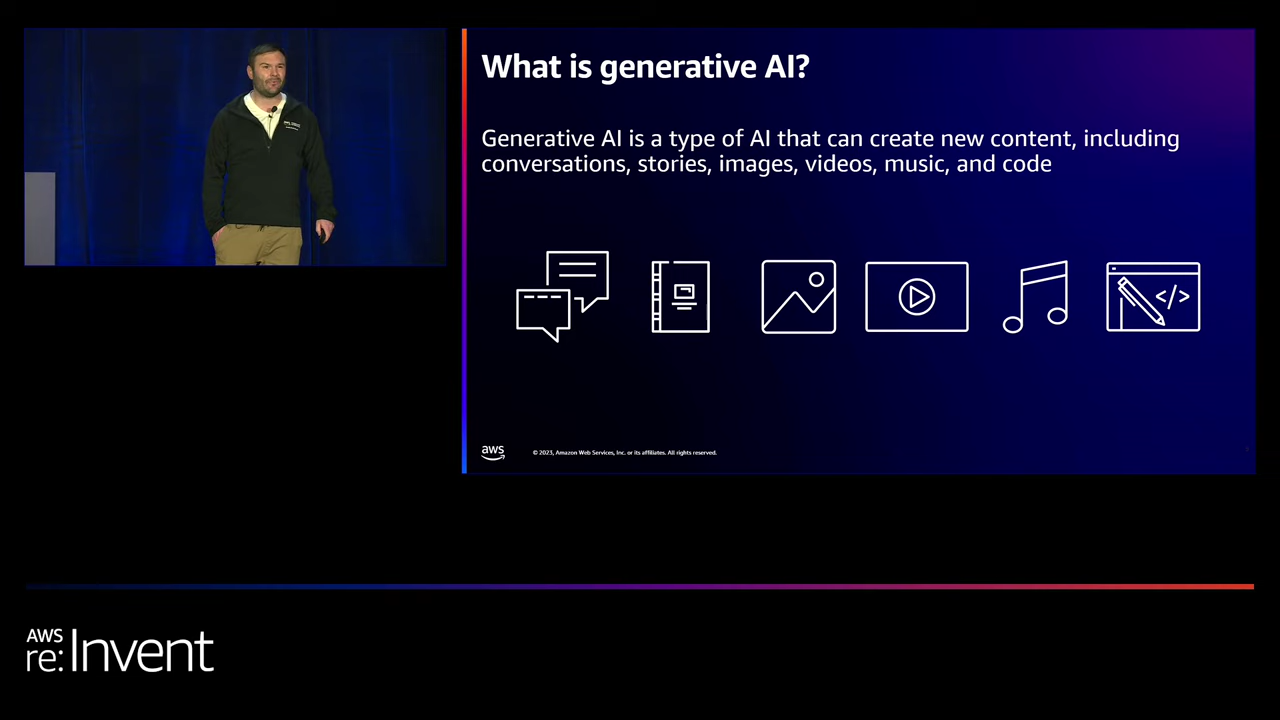 What is generative AI?
Generative AI is a type of AI that can create new content, including
conversations, stories, images, videos, music, and code
</>
aws
© 2023, Amazon Web Services, Inc. or its affiliates. All rights reserved.
AWS
re:Invent